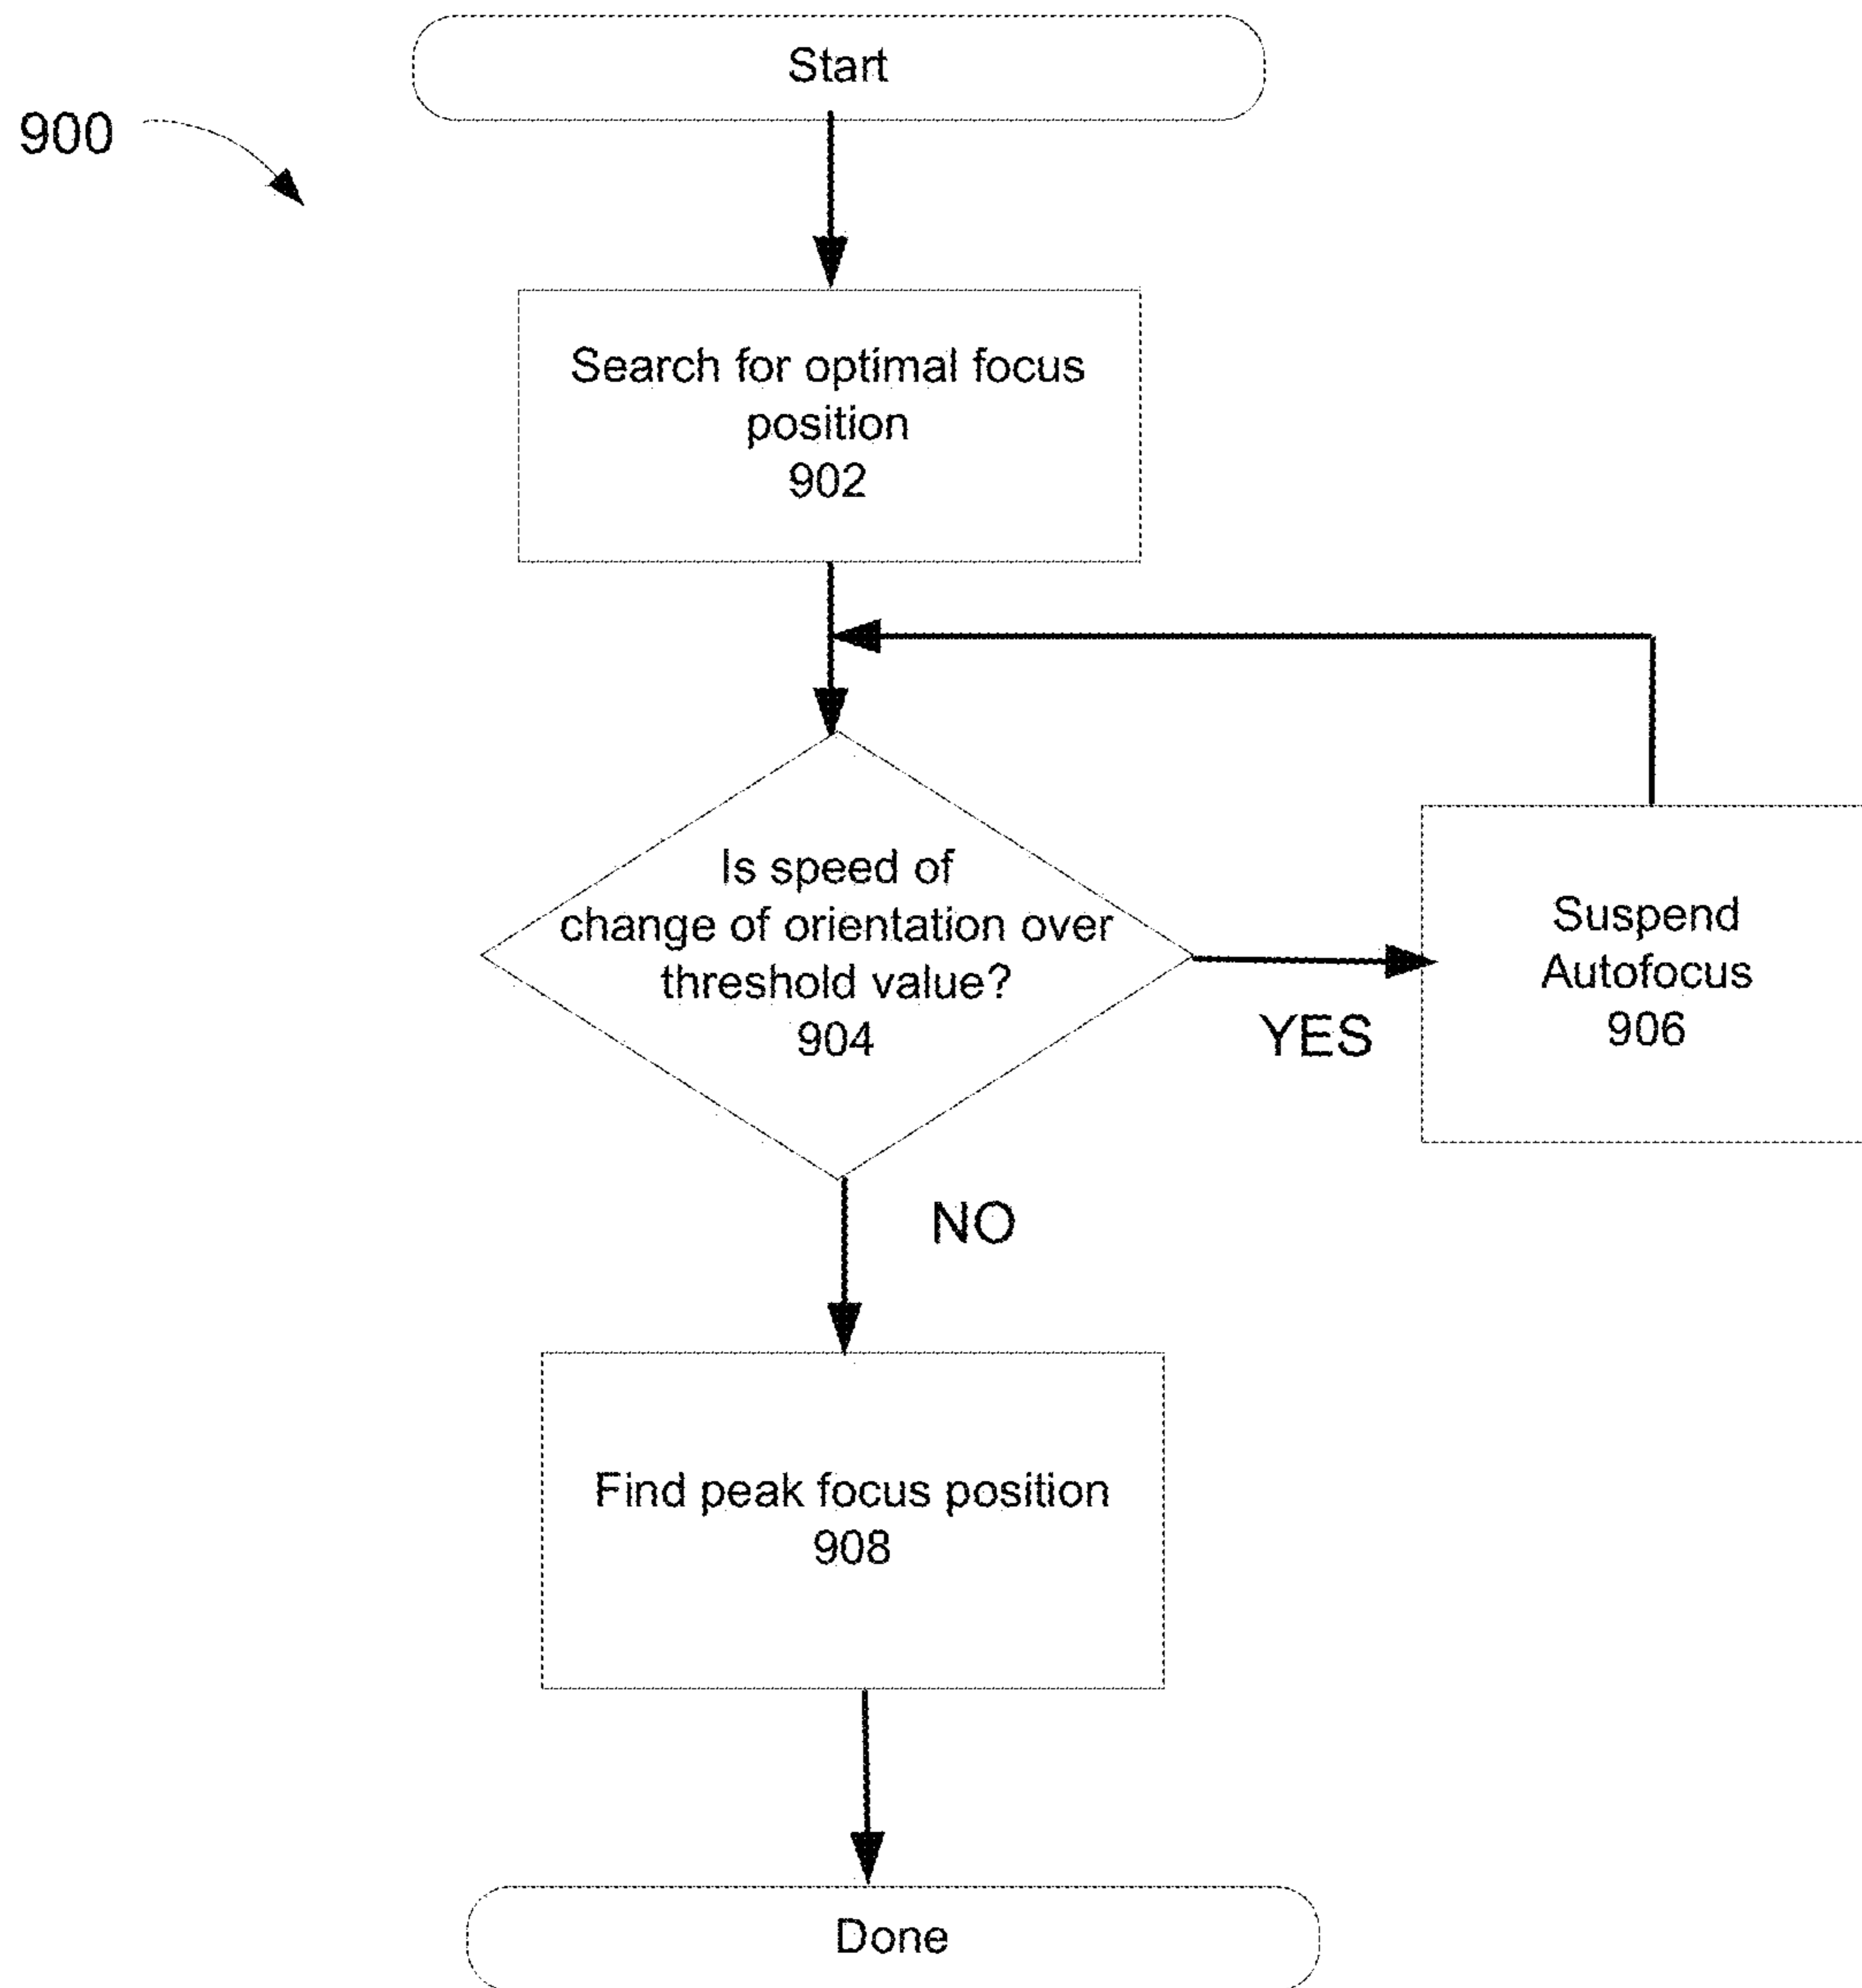 Start
900
Search for optimal focus
position
902
Is speed of
change of orientation over
threshold value?
904
YES
Suspend
Autofocus
906
NO
Find peak focus position
908
Done